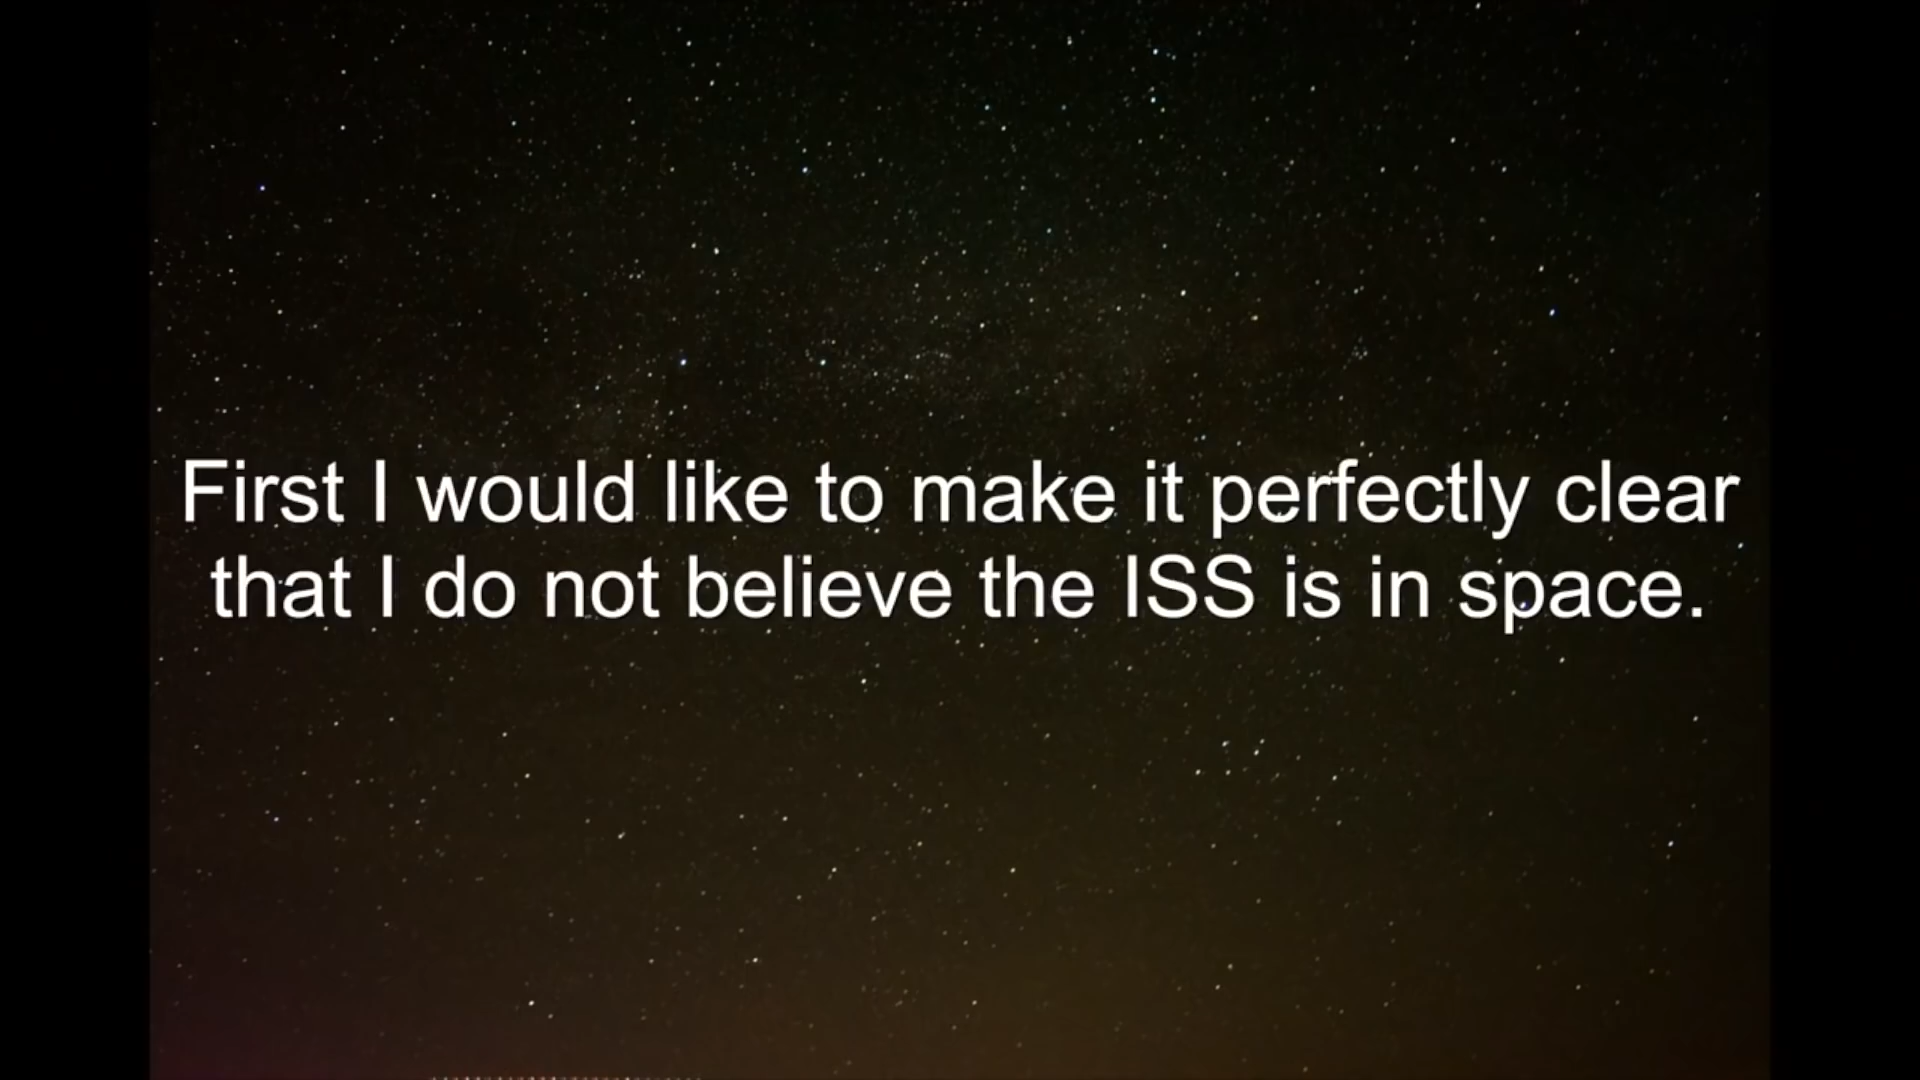 First I would like to make it perfectly clear
that I do not believe the ISS is in space.